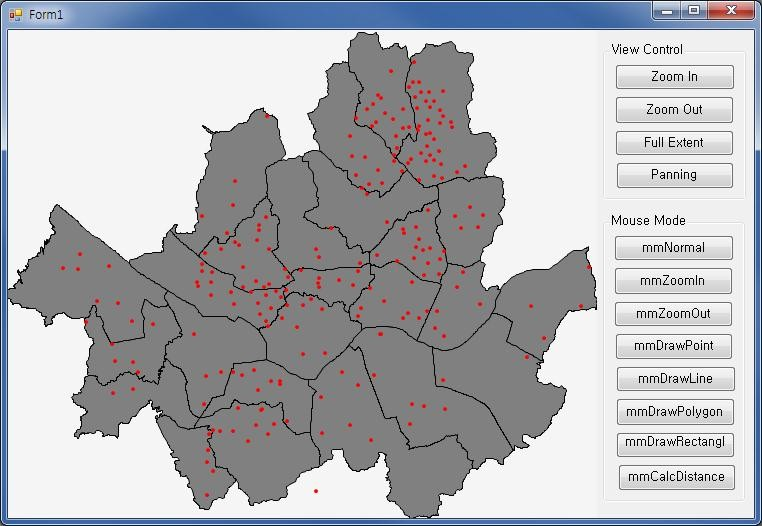 Form1
View Control
Zoom In
Zoom Out
Full Extent
Panning
Mouse Mode
mmNormal
mmZoomIn
mmZoomOut
mmDrawPoint
mmDrawLine
mmDrawPolygon
mmDrawRectangl
mmCalcDistance